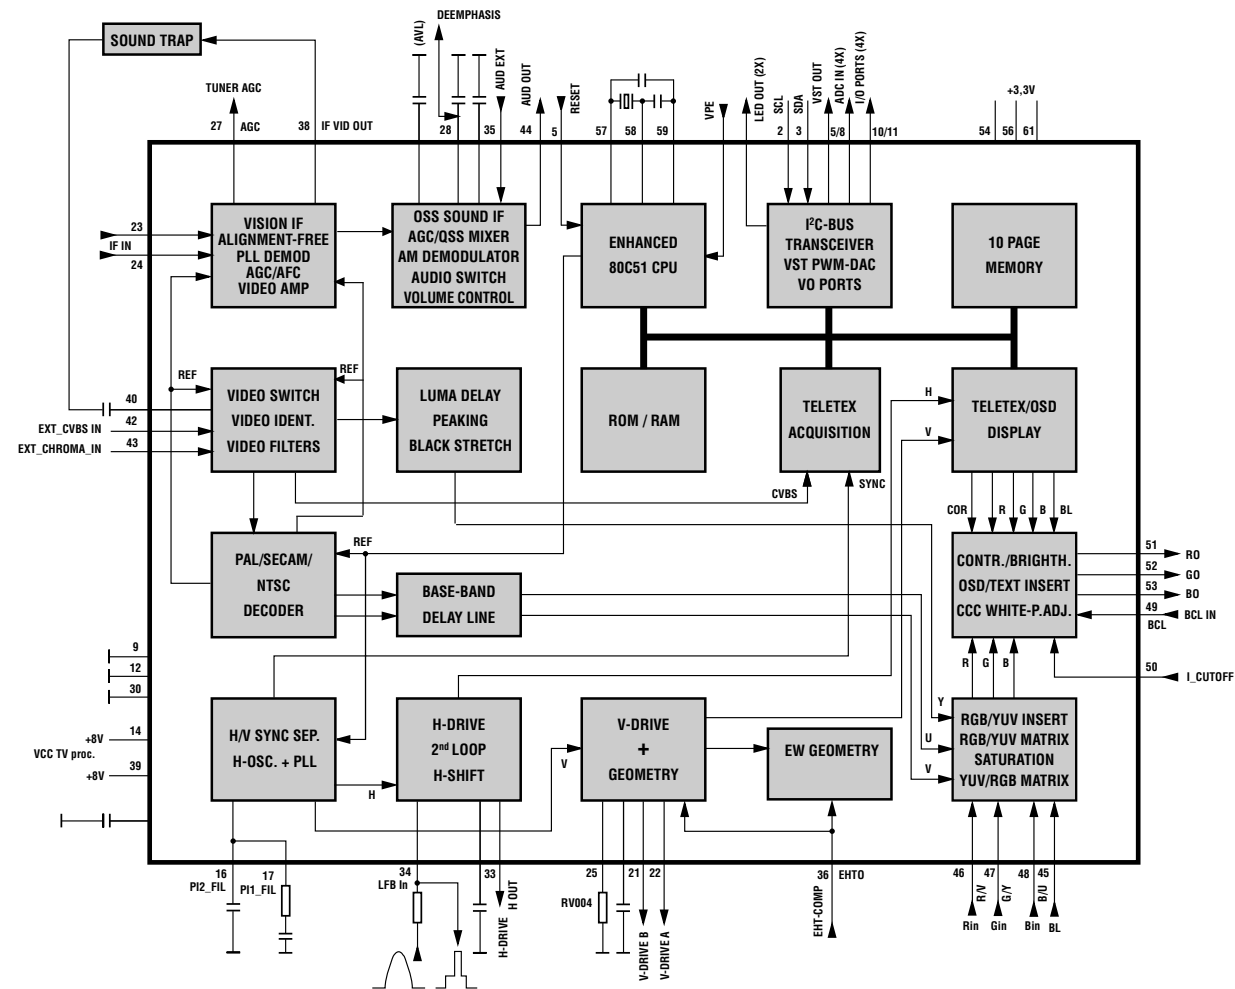 SOUND TRAP
DEEMPHASIS
(AVL)
AUD EXT
AUD OUT
RESET
VPE
LED OUT (2X)
SCL
SDA
VST OUT
ADC IN (4X)
I/O PORTS (4X)
+3,3V
TUNER AGC
27 AGC
38 IF VID OUT
28
35
44
5
57
58
59
2
3
5/8
10/11
54
56
61
23
IF IN
24
VISION IF
ALIGNMENT-FREE
PLL DEMOD
AGC/AFC
VIDEO AMP
OSS SOUND IF
AGC/QSS MIXER
AM DEMODULATOR
AUDIO SWITCH
VOLUME CONTROL
ENHANCED
80C51 CPU
I²C-BUS
TRANSCEIVER
VST PWM-DAC
VO PORTS
10 PAGE
MEMORY
REF
REF
40
42
EXT_CVBS IN
43
EXT_CHROMA_IN
VIDEO SWITCH
VIDEO IDENT.
VIDEO FILTERS
LUMA DELAY
PEAKING
BLACK STRETCH
ROM / RAM
TELETEX
ACQUISITION
H
V
TELETEX/OSD
DISPLAY
CVBS
SYNC
COR
R
G
B
BL
REF
PAL/SECAM/
NTSC
DECODER
BASE-BAND
DELAY LINE
CONTR./BRIGHTH.
OSD/TEXT INSERT
CCC WHITE-P.ADJ.
51
RO
52
GO
53
BO
49
BCL IN
BCL
50
I_CUTOFF
R
G
B
9
12
30
14
+8V
VCC TV proc.
39
+8V
H/V SYNC SEP.
H-OSC. + PLL
H
H-DRIVE
2nd LOOP
H-SHIFT
V
V-DRIVE
+
GEOMETRY
EW GEOMETRY
Y
U
V
RGB/YUV INSERT
RGB/YUV MATRIX
SATURATION
YUV/RGB MATRIX
16
PI2_FIL
17
PI1_FIL
34
LFB In
33
H OUT
H-DRIVE
25
RV004
21
22
V-DRIVE B
V-DRIVE A
36 EHTO
EHT-COMP
46
R/V
47
G/Y
48
B/U
45
Rin
Gin
Bin
BL